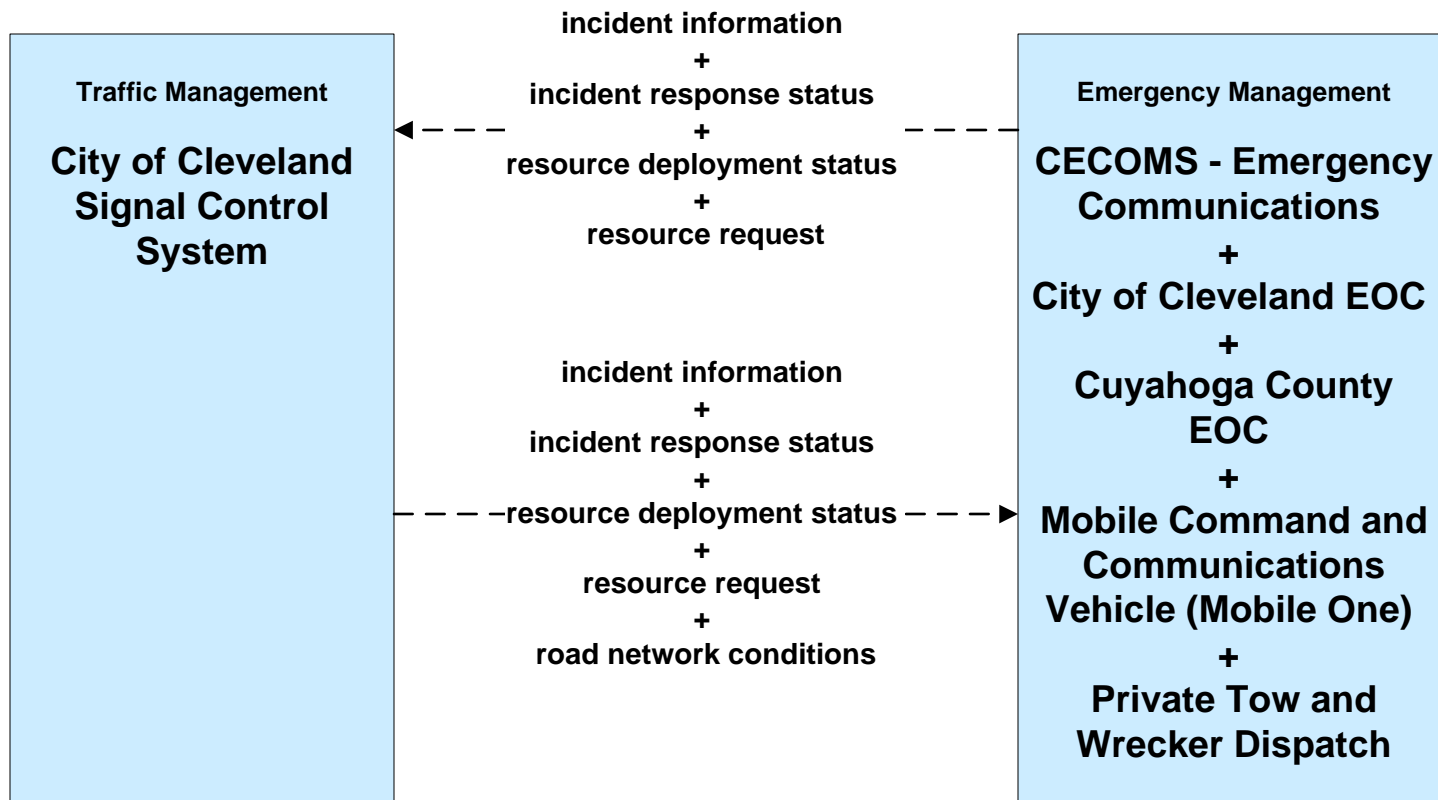 Traffic Management
City of Cleveland
Signal Control
System
incident information
+
incident response status
+
resource deployment status
+
resource request
incident information
+
incident response status
+
resource deployment status
+
resource request
+
road network conditions
Emergency Management
CECOMS - Emergency
Communications
+
City of Cleveland EOC
+
Cuyahoga County
EOC
+
Mobile Command and
Communications
Vehicle (Mobile One)
+
Private Tow and
Wrecker Dispatch